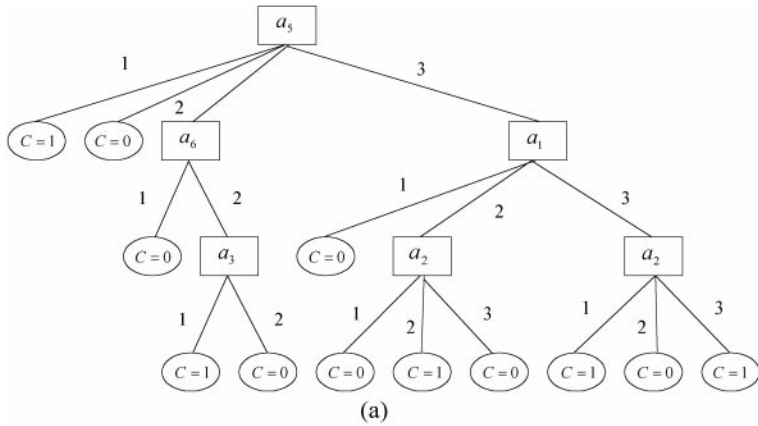 a₅
1 2 3
C = 1 C = 0 a₆ a₁
1 2 1 2 3
C = 0 a₃ C = 0 a₂ a₂
1 2 1 2 3 1 2 3
C = 1 C = 0 C = 0 C = 1 C = 0 C = 1 C = 0 C = 1
(a)